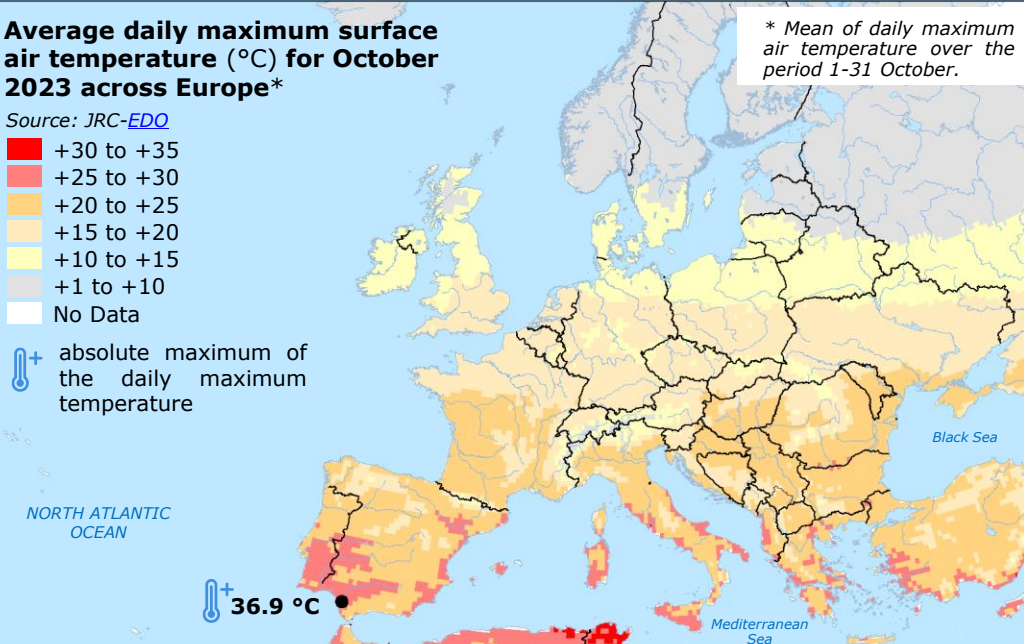 Average daily maximum surface
air temperature (°C) for October
2023 across Europe*
Source: JRC-EDO
+30 to +35
+25 to +30
+20 to +25
+15 to +20
+10 to +15
+1 to +10
No Data
absolute maximum of
the daily maximum
temperature
* Mean of daily maximum
air temperature over the
period 1-31 October.
Black Sea
NORTH ATLANTIC
OCEAN
36.9 °C
Mediterranean
Sea